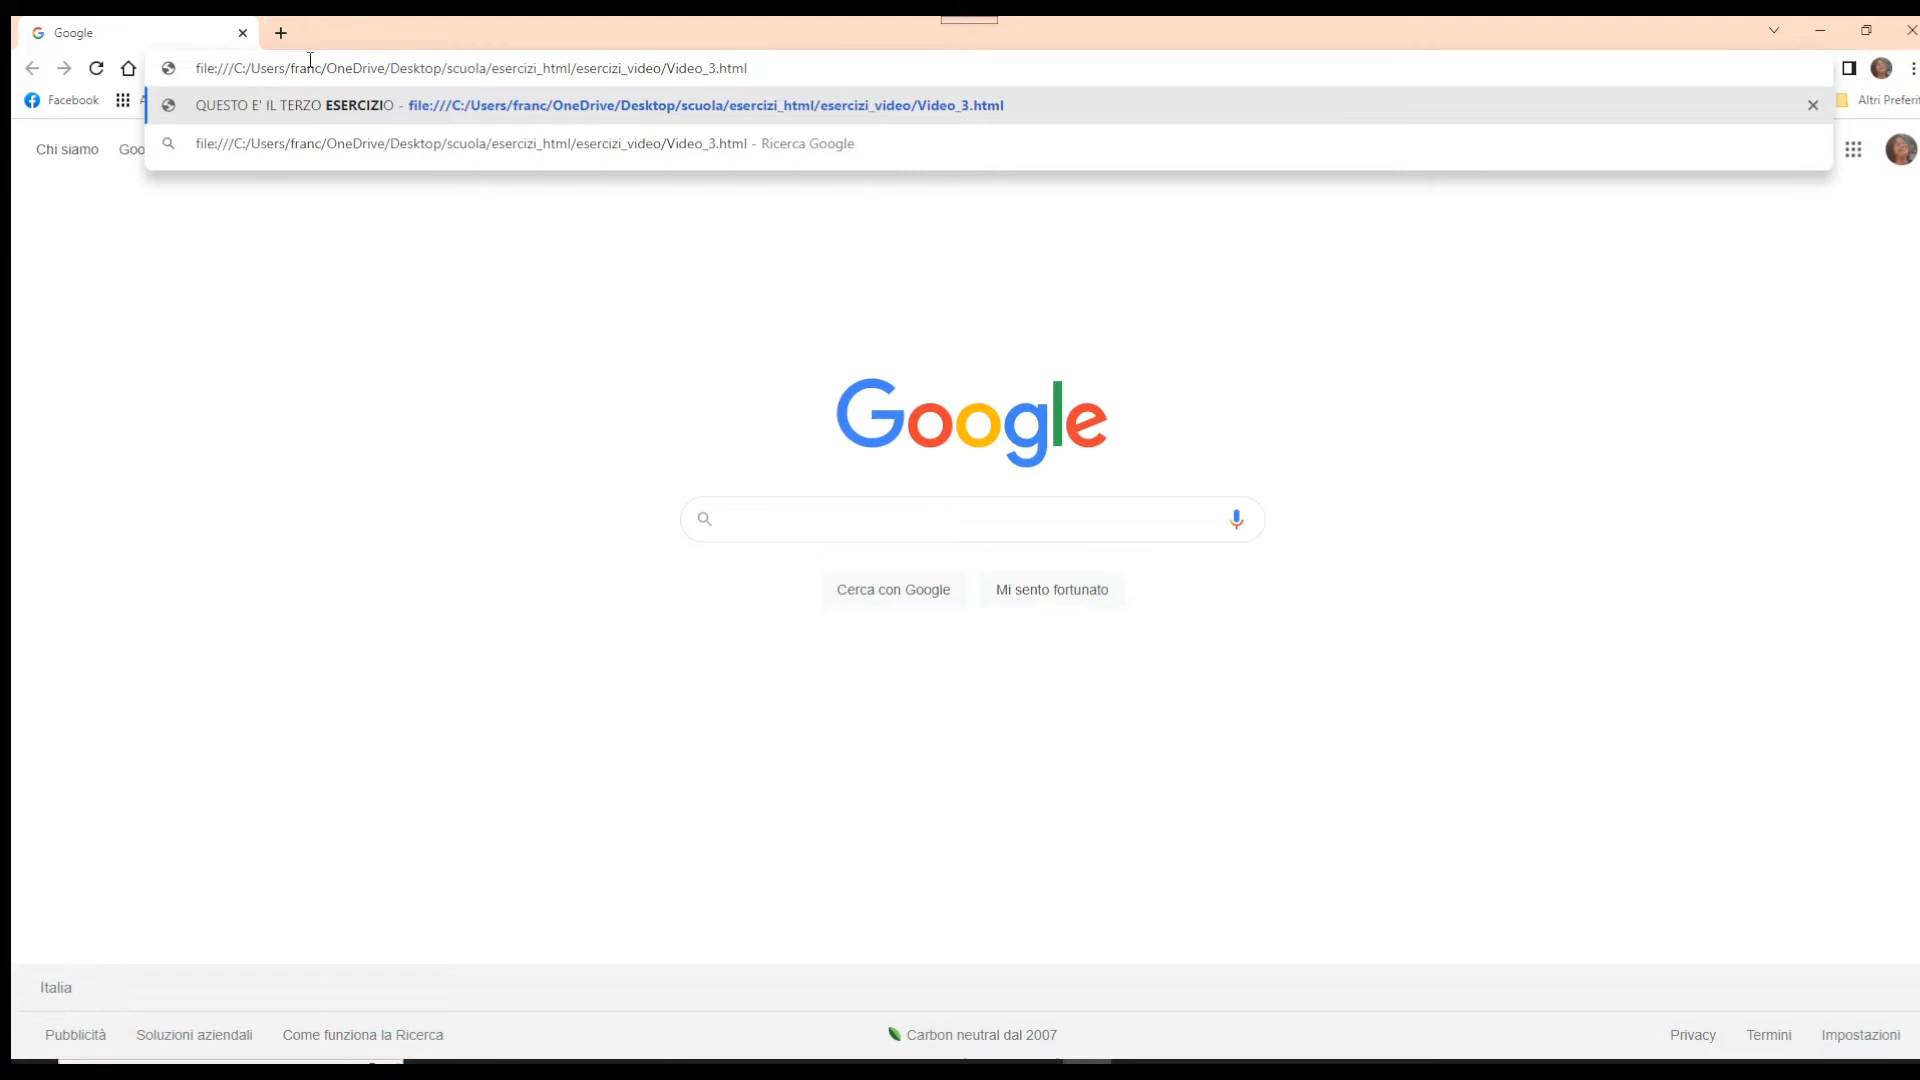 Google
file:///C:/Users/franc/OneDrive/Desktop/scuola/esercizi_html/esercizi_video/Video_3.html
Facebook
QUESTO E' IL TERZO ESERCIZIO - file:///C:/Users/franc/OneDrive/Desktop/scuola/esercizi_html/esercizi_video/Video_3.html
Altri Preferit
Chi siamo Goo
file:///C:/Users/franc/OneDrive/Desktop/scuola/esercizi_html/esercizi_video/Video_3.html - Ricerca Google
Google
Cerca con Google Mi sento fortunato
Italia
Pubblicità Soluzioni aziendali Come funziona la Ricerca Carbon neutral dal 2007 Privacy Termini Impostazioni